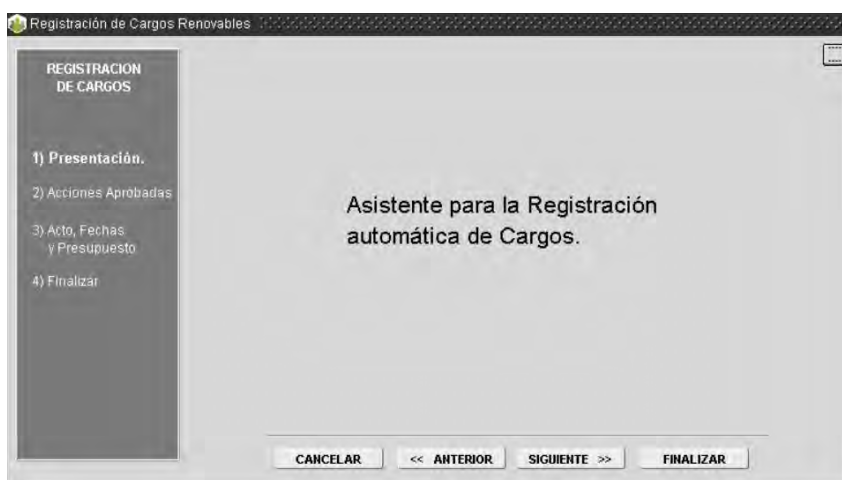 Registración de Cargos Renovables
REGISTRACION
DE CARGOS
1) Presentación.
2) Acciones Aprobadas
3) Acto, Fechas
y Presupuesto
4) Finalizar
Asistente para la Registración
automática de Cargos.
CANCELAR
<< ANTERIOR
SIGUIENTE >>
FINALIZAR